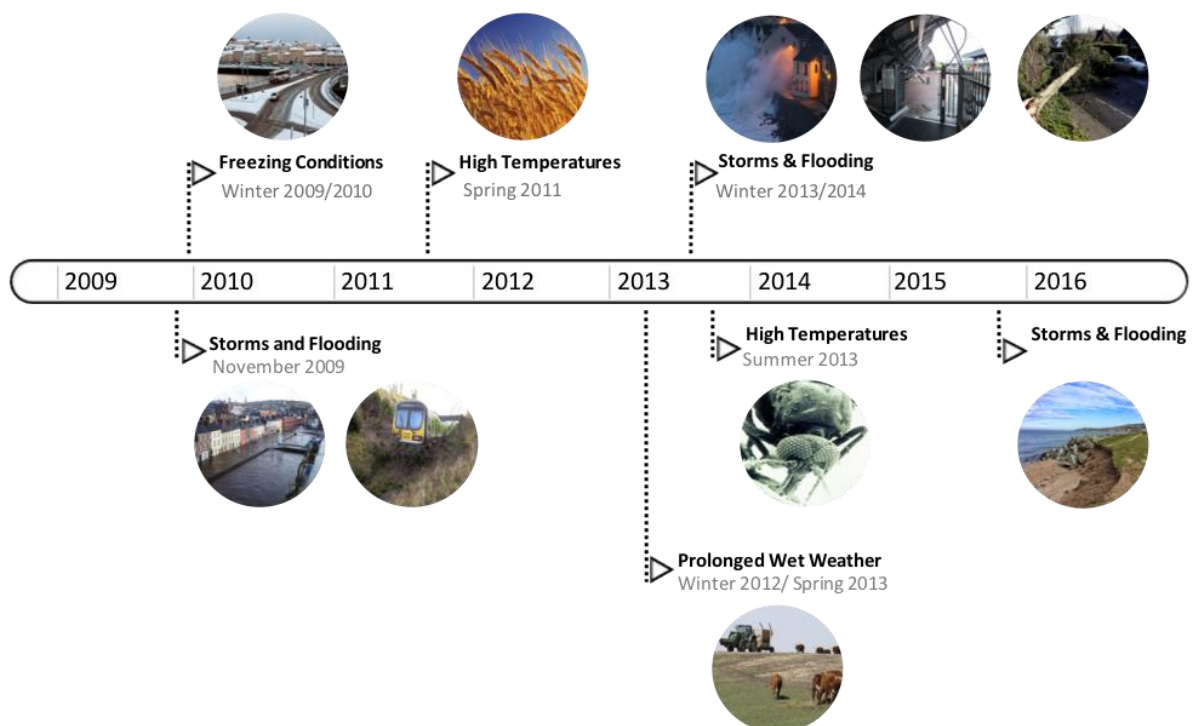 Freezing Conditions
Winter 2009/2010
High Temperatures
Spring 2011
Storms & Flooding
Winter 2013/2014
2009
2010
2011
2012
2013
2014
2015
2016
Storms and Flooding
November 2009
High Temperatures
Summer 2013
Storms & Flooding
Prolonged Wet Weather
Winter 2012/ Spring 2013